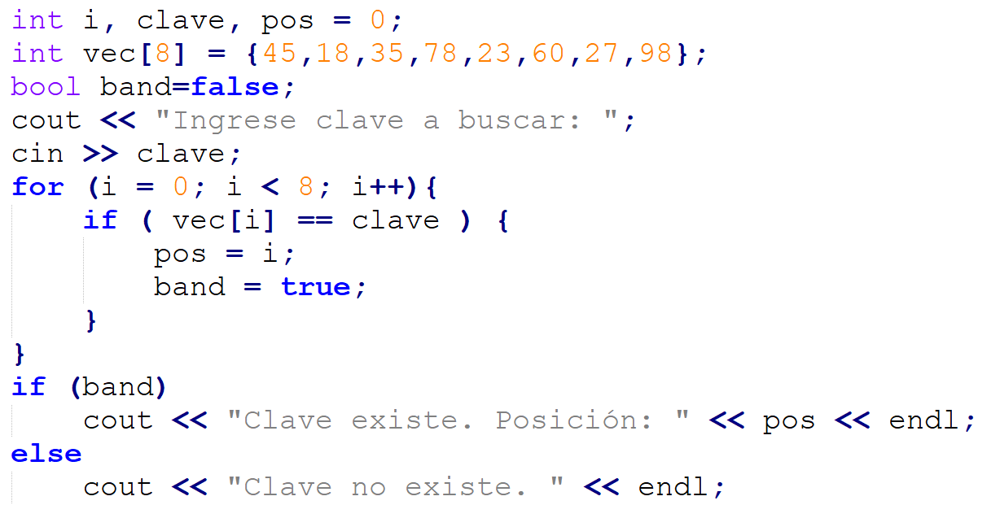 int i, clave, pos = 0;
int vec[8] = {45,18,35,78,23,60,27,98};
bool band=false;
cout << "Ingrese clave a buscar: ";
cin >> clave;
for (i = 0; i < 8; i++){
    if ( vec[i] == clave ) {
        pos = i;
        band = true;
    }
}
if (band)
    cout << "Clave existe. Posición: " << pos << endl;
else
    cout << "Clave no existe. " << endl;